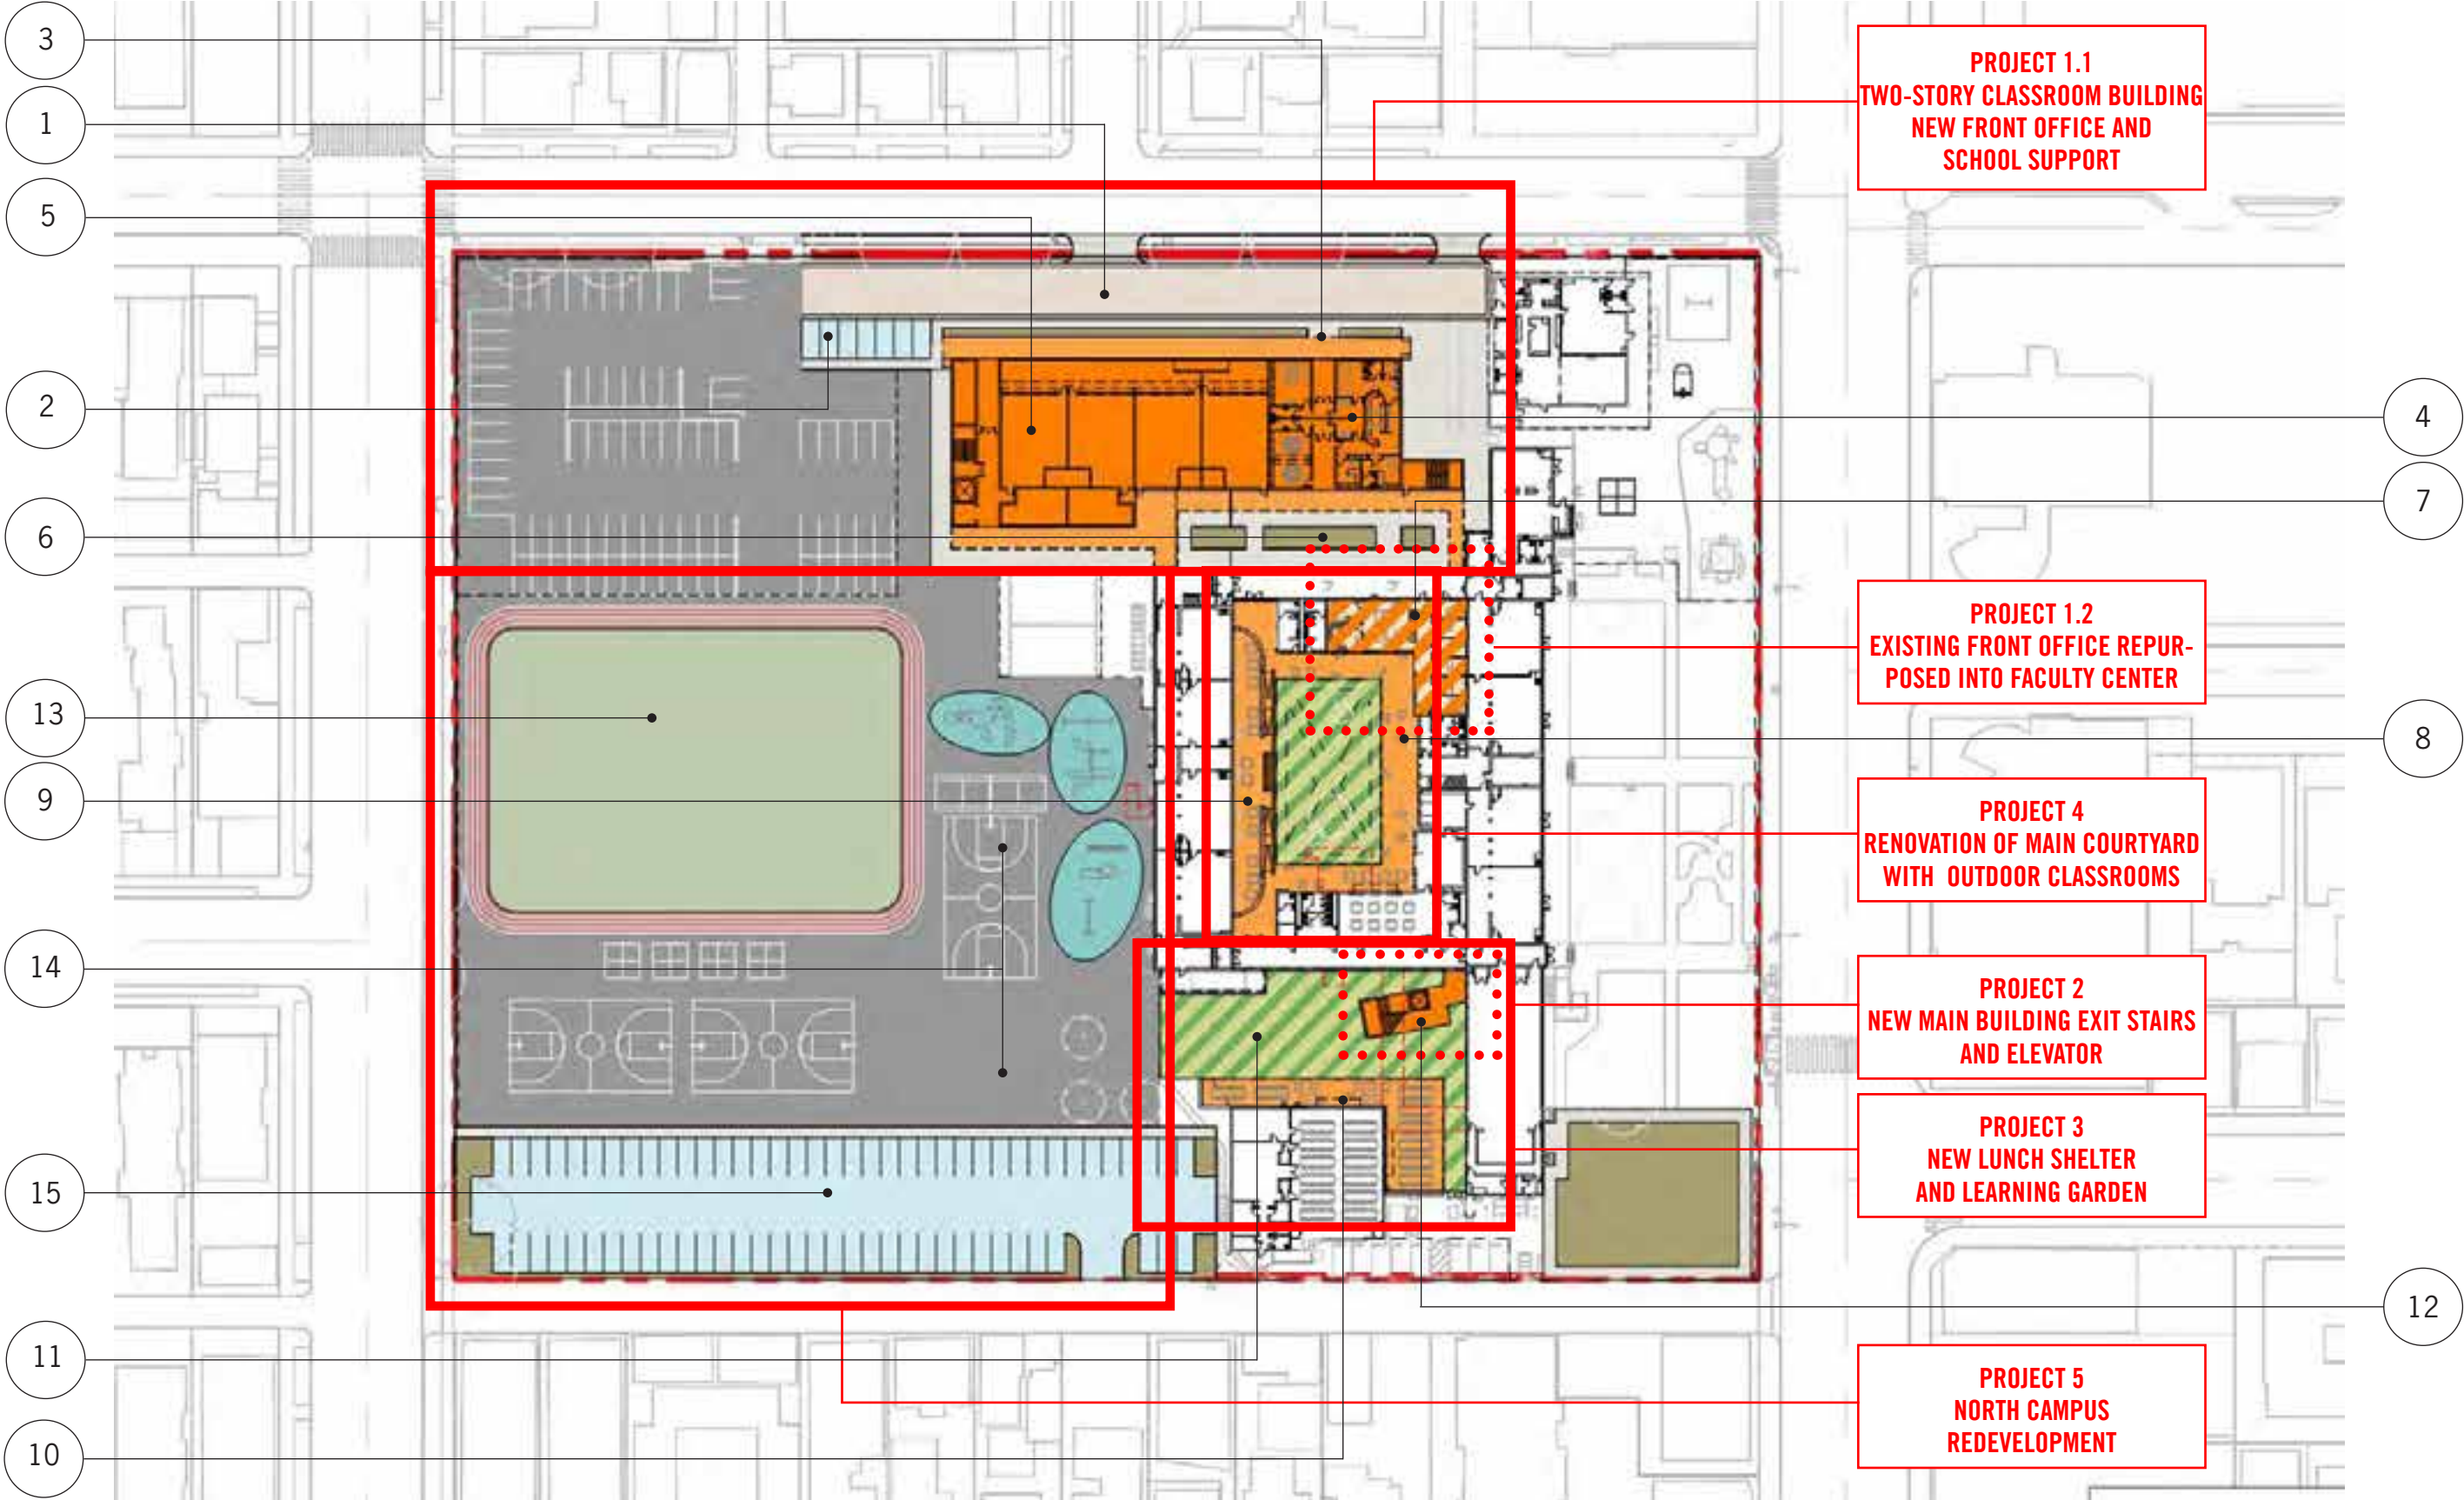 3
1
5
2
6
13
9
14
15
11
10
PROJECT 1.1
TWO-STORY CLASSROOM BUILDING
NEW FRONT OFFICE AND
SCHOOL SUPPORT
4
7
PROJECT 1.2
EXISTING FRONT OFFICE REPUR-
POSED INTO FACULTY CENTER
8
PROJECT 4
RENOVATION OF MAIN COURTYARD
WITH OUTDOOR CLASSROOMS
PROJECT 2
NEW MAIN BUILDING EXIT STAIRS
AND ELEVATOR
PROJECT 3
NEW LUNCH SHELTER
AND LEARNING GARDEN
12
PROJECT 5
NORTH CAMPUS
REDEVELOPMENT